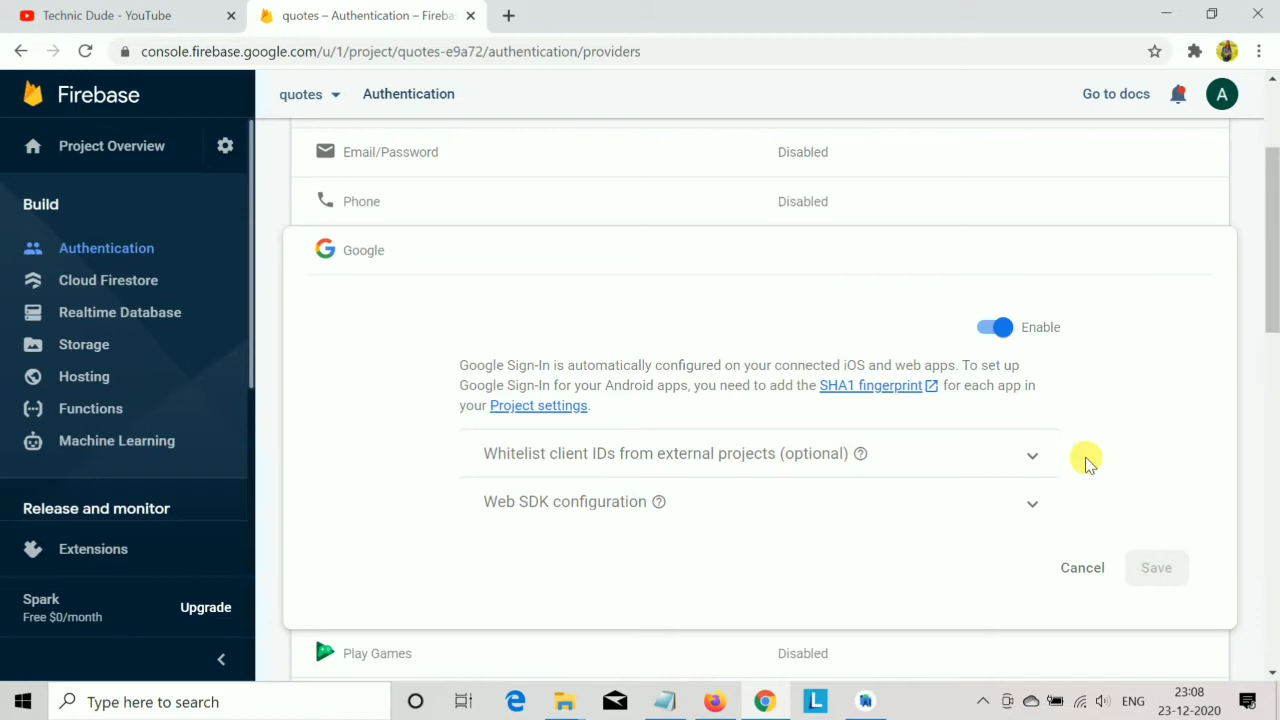 Technic Dude - YouTube
quotes – Authentication – Fireba
console.firebase.google.com/u/1/project/quotes-e9a72/authentication/providers
Firebase
quotes
Authentication
Go to docs
A
Project Overview
Build
Authentication
Cloud Firestore
Realtime Database
Storage
Hosting
Functions
Machine Learning
Release and monitor
Extensions
Spark
Free $0/month
Upgrade
Email/Password Disabled
Phone Disabled
Google
Enable
Google Sign-In is automatically configured on your connected iOS and web apps. To set up
Google Sign-In for your Android apps, you need to add the SHA1 fingerprint for each app in
your Project settings.
Whitelist client IDs from external projects (optional)
Web SDK configuration
Cancel Save
Play Games Disabled
Type here to search
ENG
23:08
23-12-2020